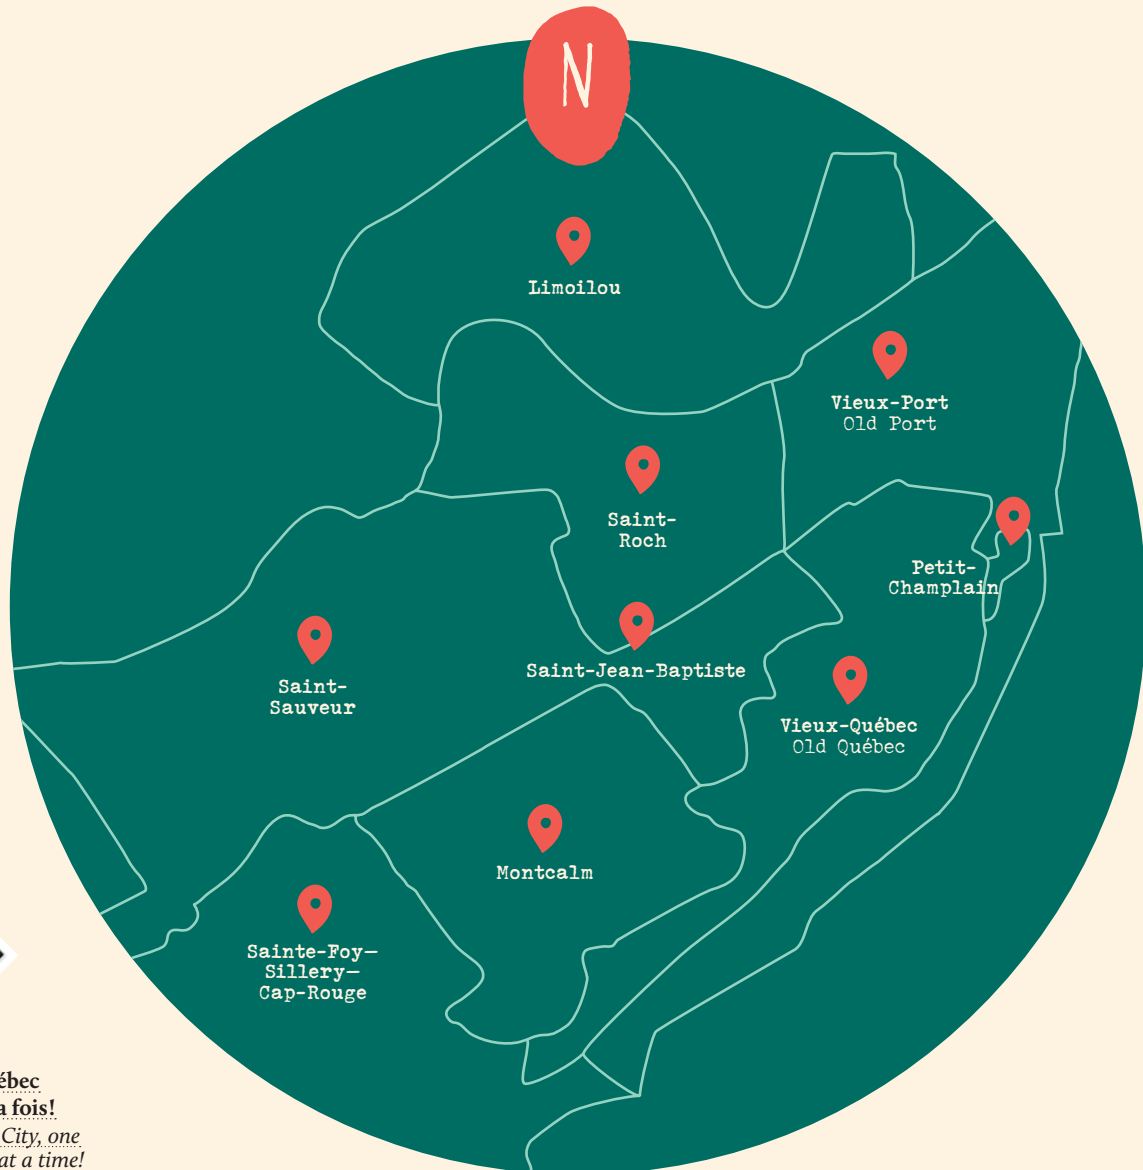 N
Limoilou
Vieux-Port
Old Port
Saint-
Roch
Petit-
Champlain
Saint-Jean-Baptiste
Saint-
Sauveur
Vieux-Québec
Old Québec
Montcalm
Sainte-Foy—
Sillery—
Cap-Rouge
a fois!
City, one
at a time!